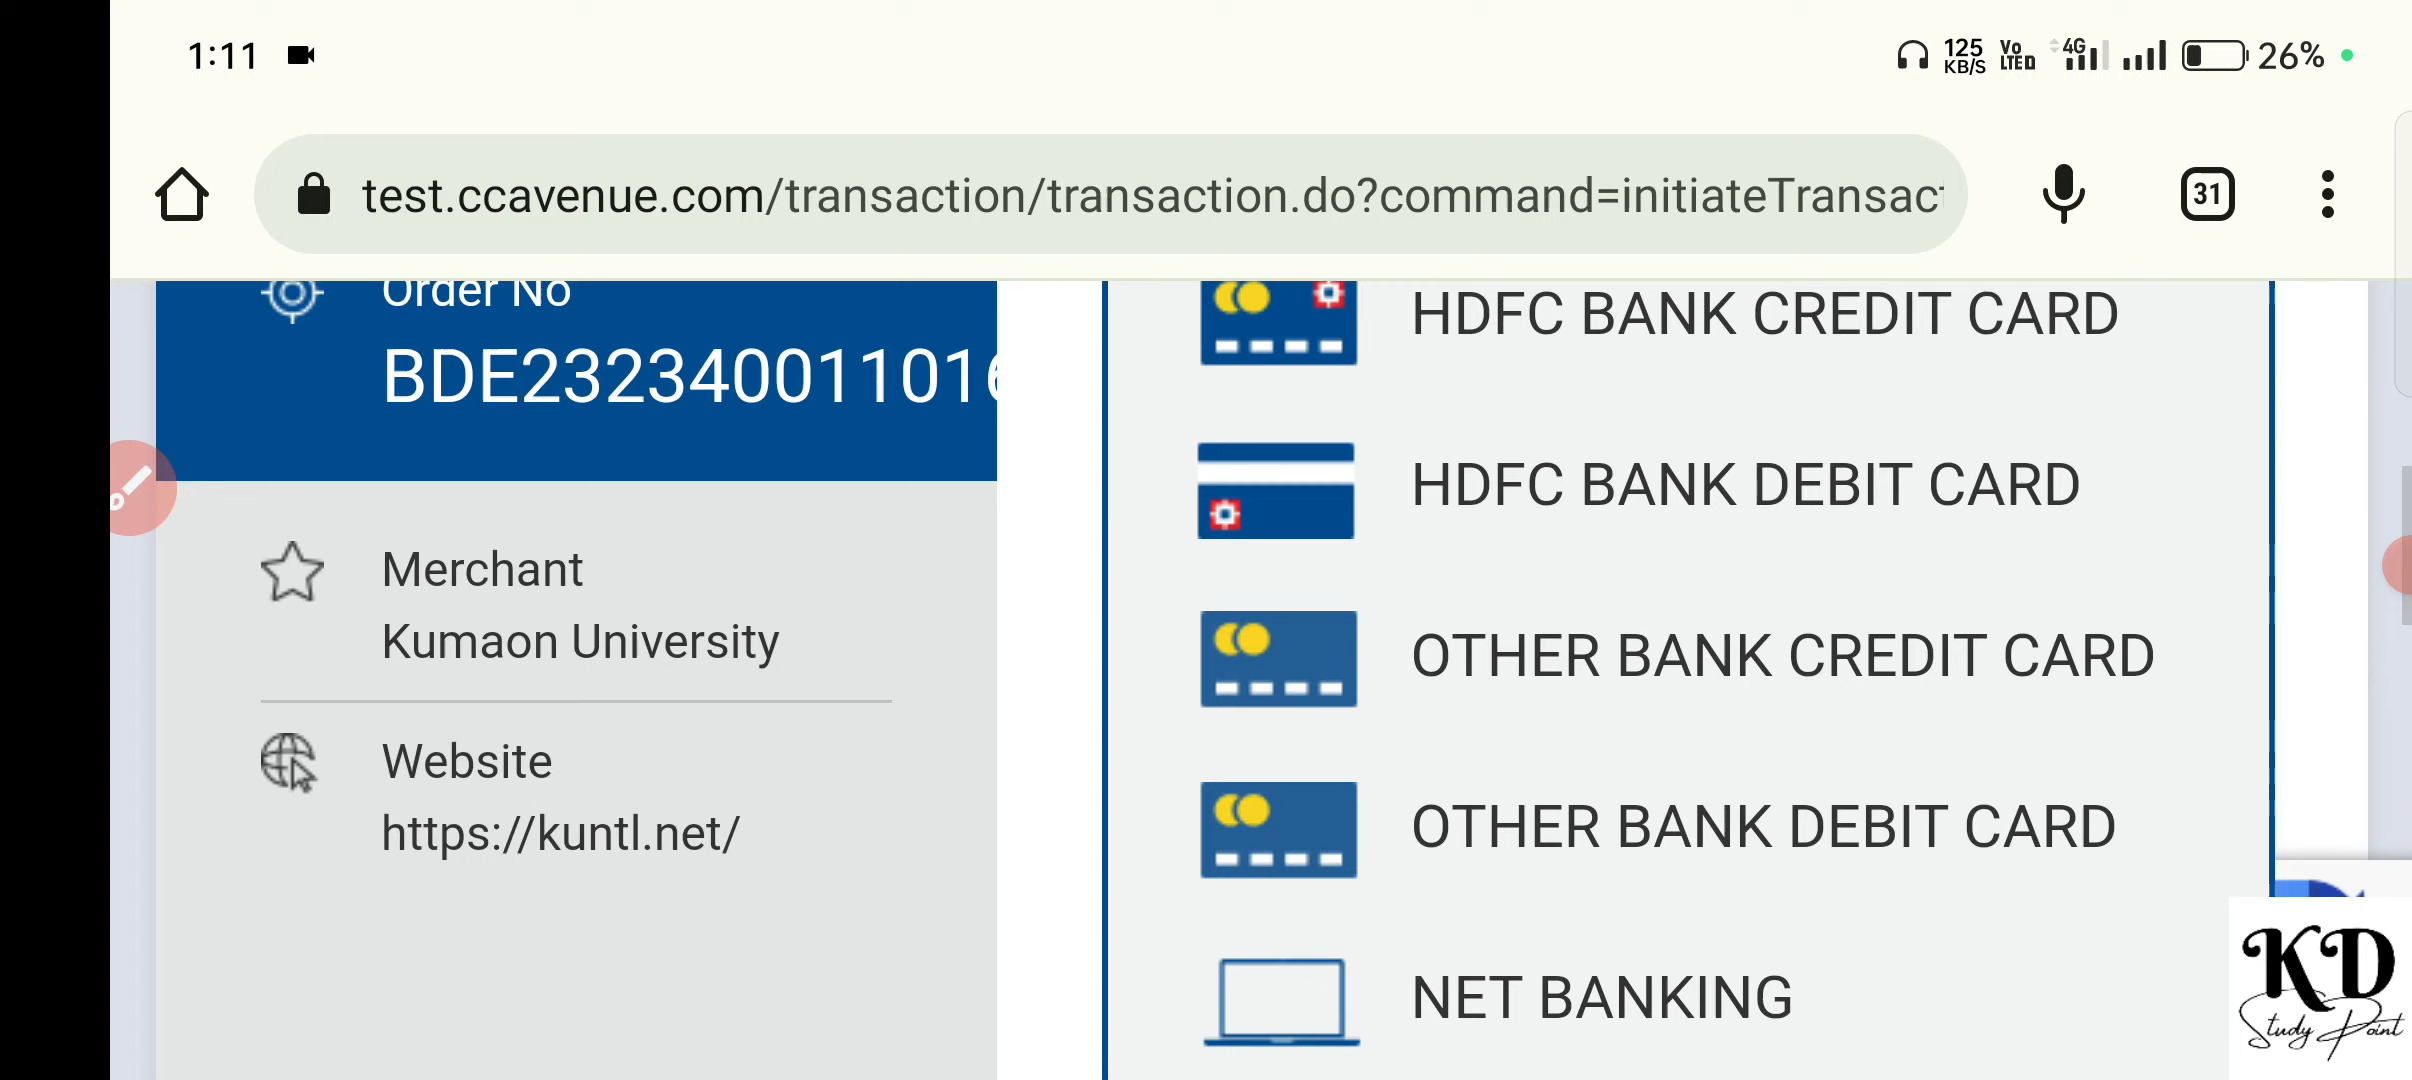 1:11
125 KB/S
Vo LTE
4G
26%
test.ccavenue.com/transaction/transaction.do?command=initiateTransact
31
Order No
BDE232340011016
Merchant
Kumaon University
Website
https://kuntl.net/
HDFC BANK CREDIT CARD
HDFC BANK DEBIT CARD
OTHER BANK CREDIT CARD
OTHER BANK DEBIT CARD
NET BANKING
KD
Study Point